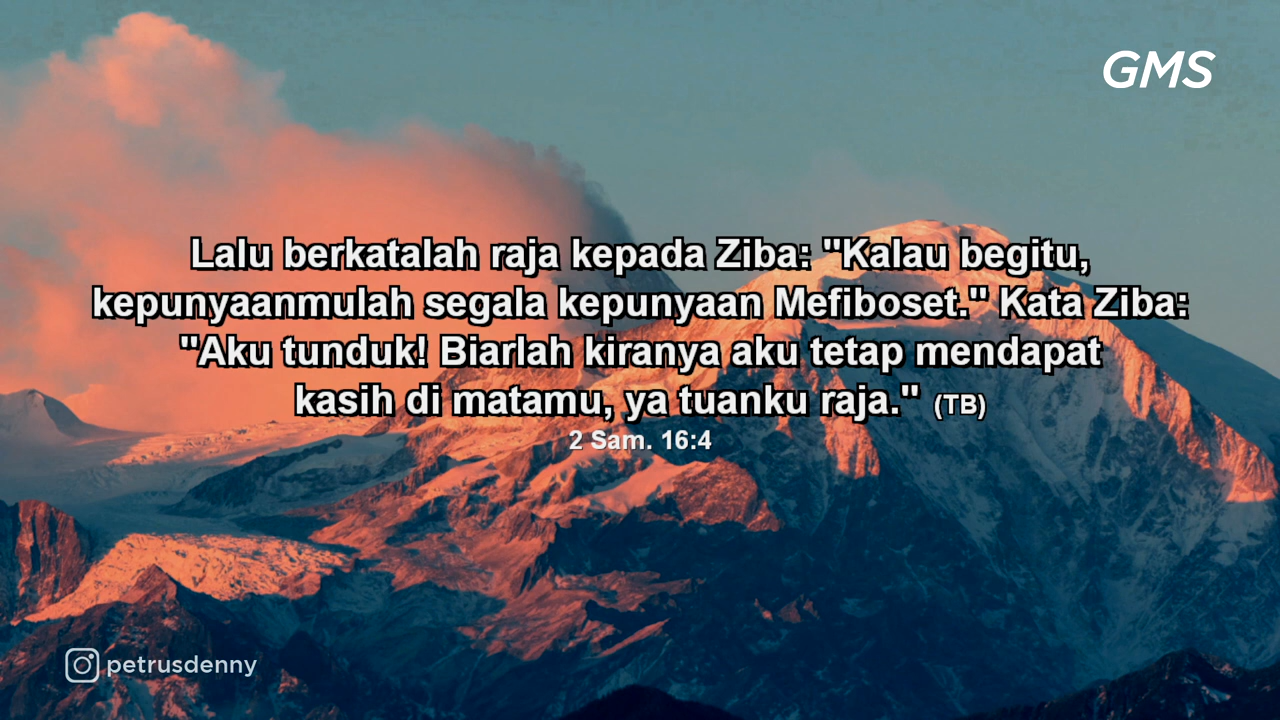 GMS
Lalu berkatalah raja kepada Ziba: "Kalau begitu,
kepunyaanmulah segala kepunyaan Mefiboset." Kata Ziba:
"Aku tunduk! Biarlah kiranya aku tetap mendapat
kasih di matamu, ya tuanku raja." (TB)
2 Sam. 16:4
petrusdenny